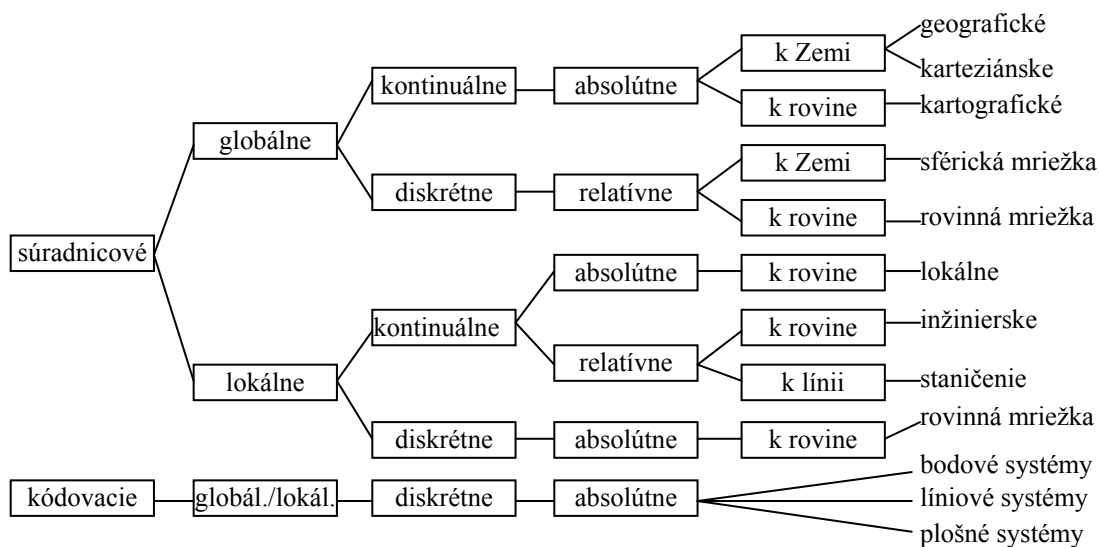 geografické
k Zemi
karteziánske
kontinuálne
absolútne
k rovine
kartografické
globálne
k Zemi
sférická mriežka
diskrétne
relatívne
k rovine
rovinná mriežka
súradnicové
absolútne
k rovine
lokálne
kontinuálne
k rovine
inžinierske
relatívne
lokálne
k línii
staničenie
rovinná mriežka
diskrétne
absolútne
k rovine
bodové systémy
kódovacie
globál./lokál.
diskrétne
absolútne
líniové systémy
plošné systémy